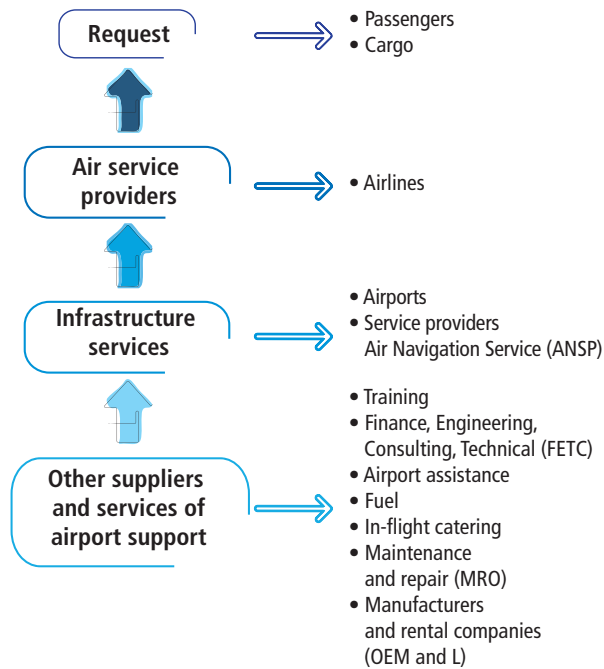 Request
• Passengers
• Cargo
Air service
providers
• Airlines
Infrastructure
services
• Airports
• Service providers
Air Navigation Service (ANSP)
Other suppliers
and services of
airport support
• Training
• Finance, Engineering,
Consulting, Technical (FETC)
• Airport assistance
• Fuel
• In-flight catering
• Maintenance
and repair (MRO)
• Manufacturers
and rental companies
(OEM and L)